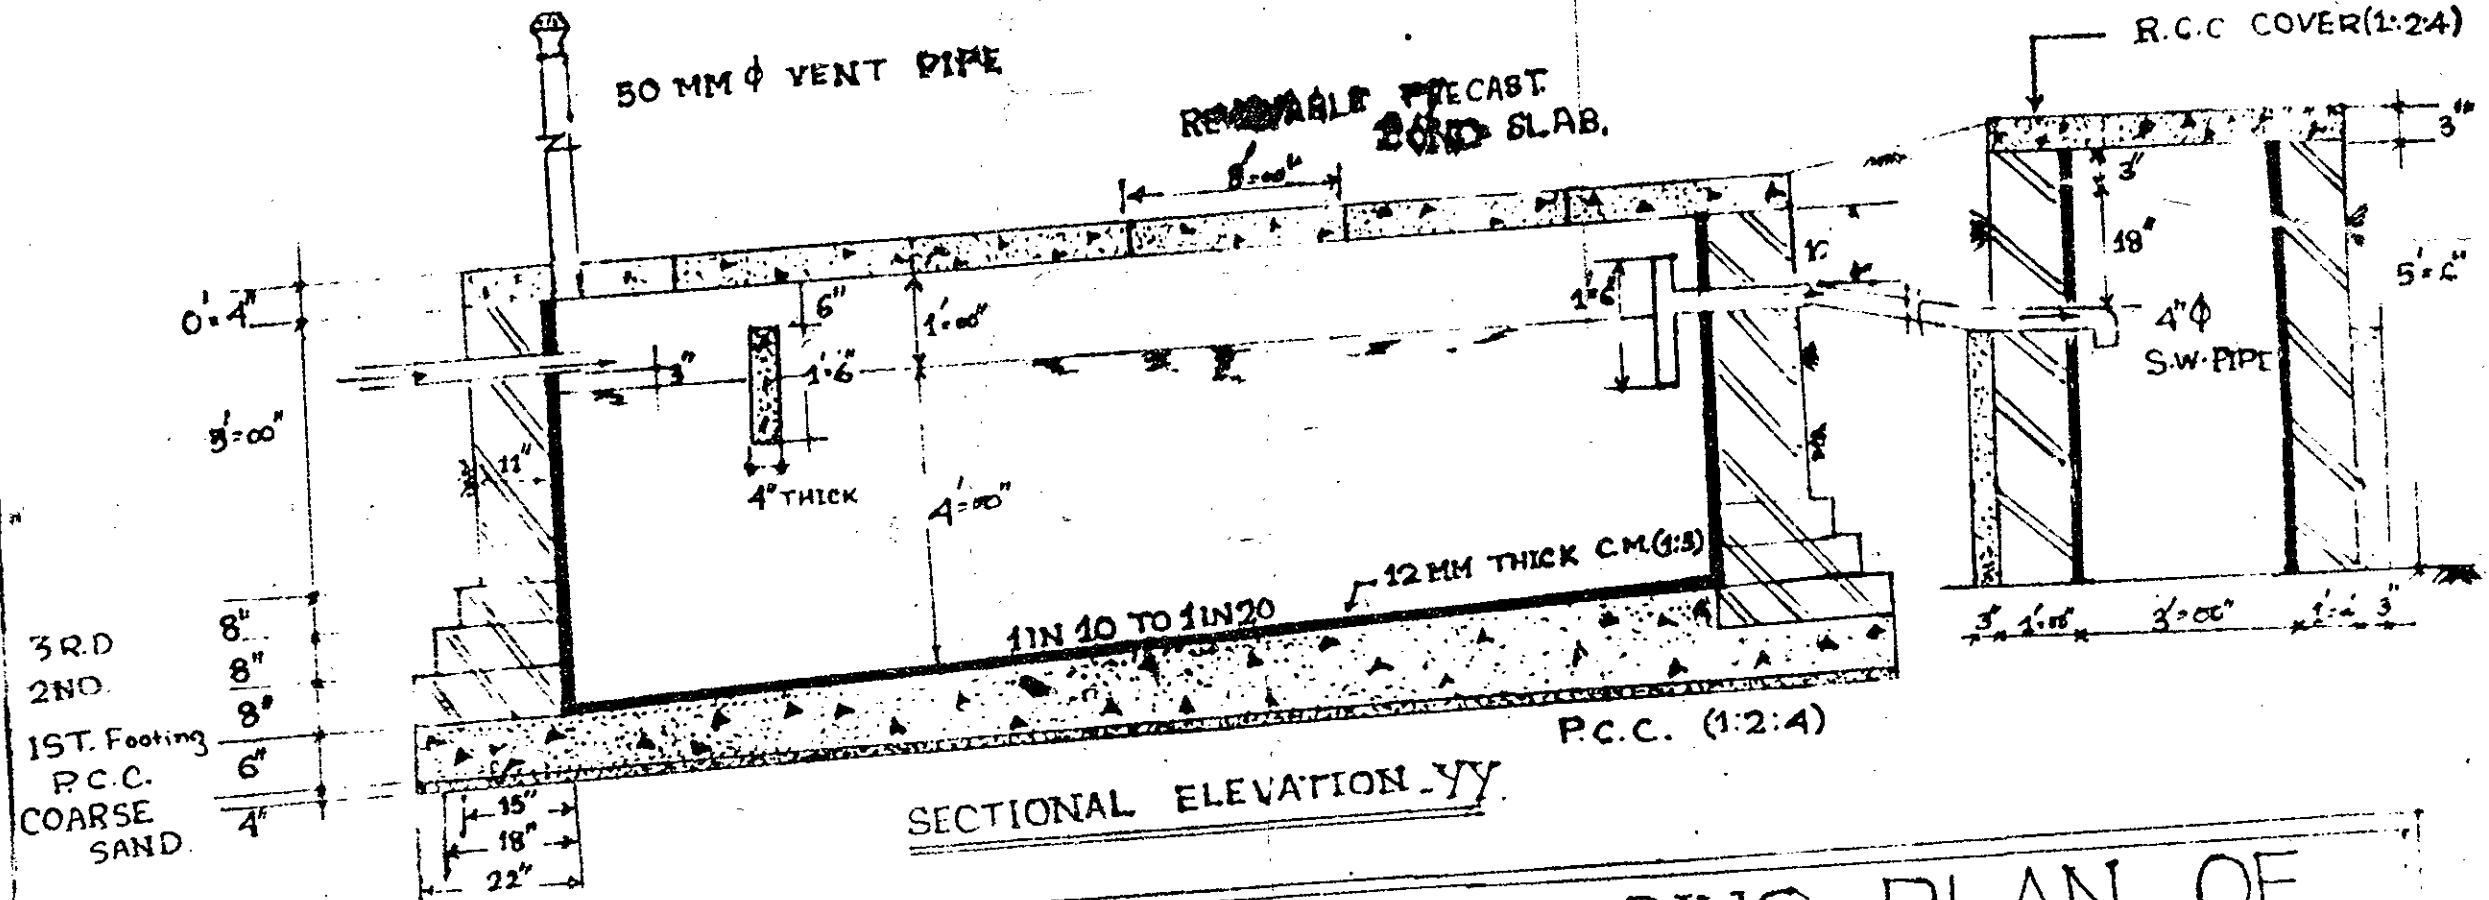 R.C.C COVER(1:2:4)
50 MM ϕ VENT PIPE
PRECAST.
SLAB.
3"
3"
18"
0'=4"
6"
1'=00"
1'=6"
4"ϕ
S.W. PIPE
3"
1'=6"
11"
4" THICK
4'=00"
12 MM THICK C.M.(1:3)
1 IN 10 TO 1 IN 20
3" 1'=00" 3'=00" 3"
3RD 8"
2ND 8"
1ST. Footing 8"
P.C.C. 6"
COARSE
SAND 4"
P.C.C. (1:2:4)
15"
18"
22"
SECTIONAL ELEVATION-YY
PLAN OF